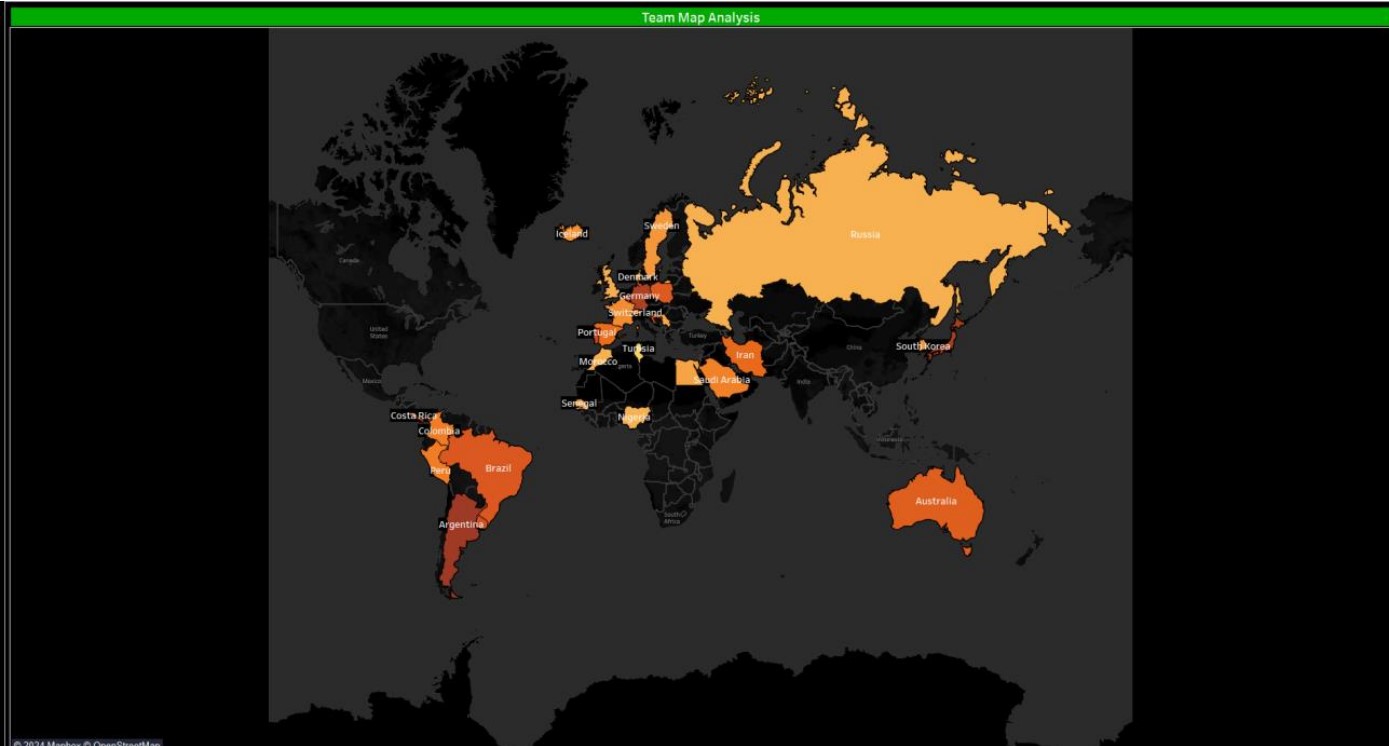 Team Map Analysis
Iceland
Sweden
Russia
Canada
Denmark
Germany
Switzerland
United
States
Portugal
Turkey
South Korea
China
Tunisia
Iran
Morocco
geria
Mexico
Saudi Arabia
India
Senegal
Costa Rica
Nigeria
Colombia
Peru
Brazil
Australia
South
Africa
Argentina
© 2024 Mapbox © OpenStreetMap